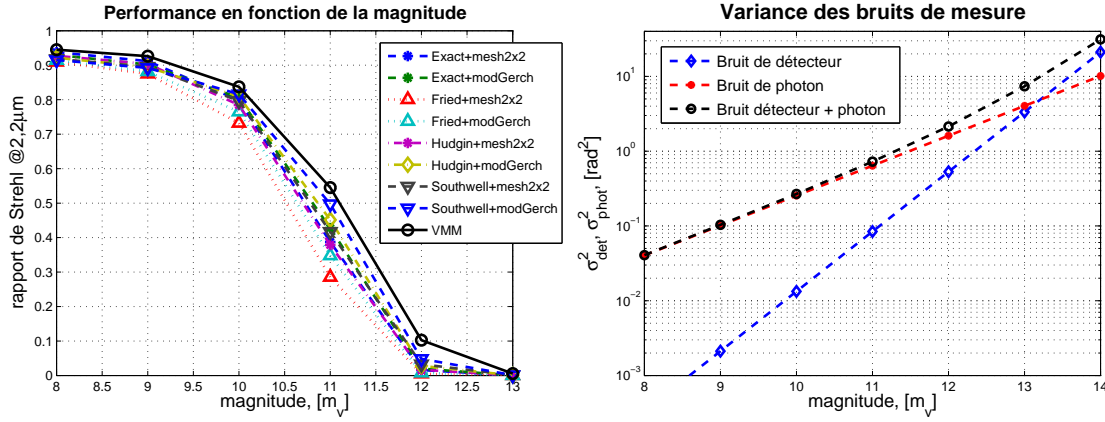 Performance en fonction de la magnitude
rapport de Strehl @2,2µm
1
0.9
0.8
0.7
0.6
0.5
0.4
0.3
0.2
0.1
0
8
8.5
9
9.5
10
10.5
11
11.5
12
12.5
13
magnitude, [m_v]
Exact+mesh2x2
Exact+modGerch
Fried+mesh2x2
Fried+modGerch
Hudgin+mesh2x2
Hudgin+modGerch
Southwell+mesh2x2
Southwell+modGerch
VMM
Variance des bruits de mesure
σ²_det, σ²_phot, [rad²]
10¹
10⁰
10⁻¹
10⁻²
10⁻³
8
9
10
11
12
13
14
magnitude, [m_v]
Bruit de détecteur
Bruit de photon
Bruit détecteur + photon